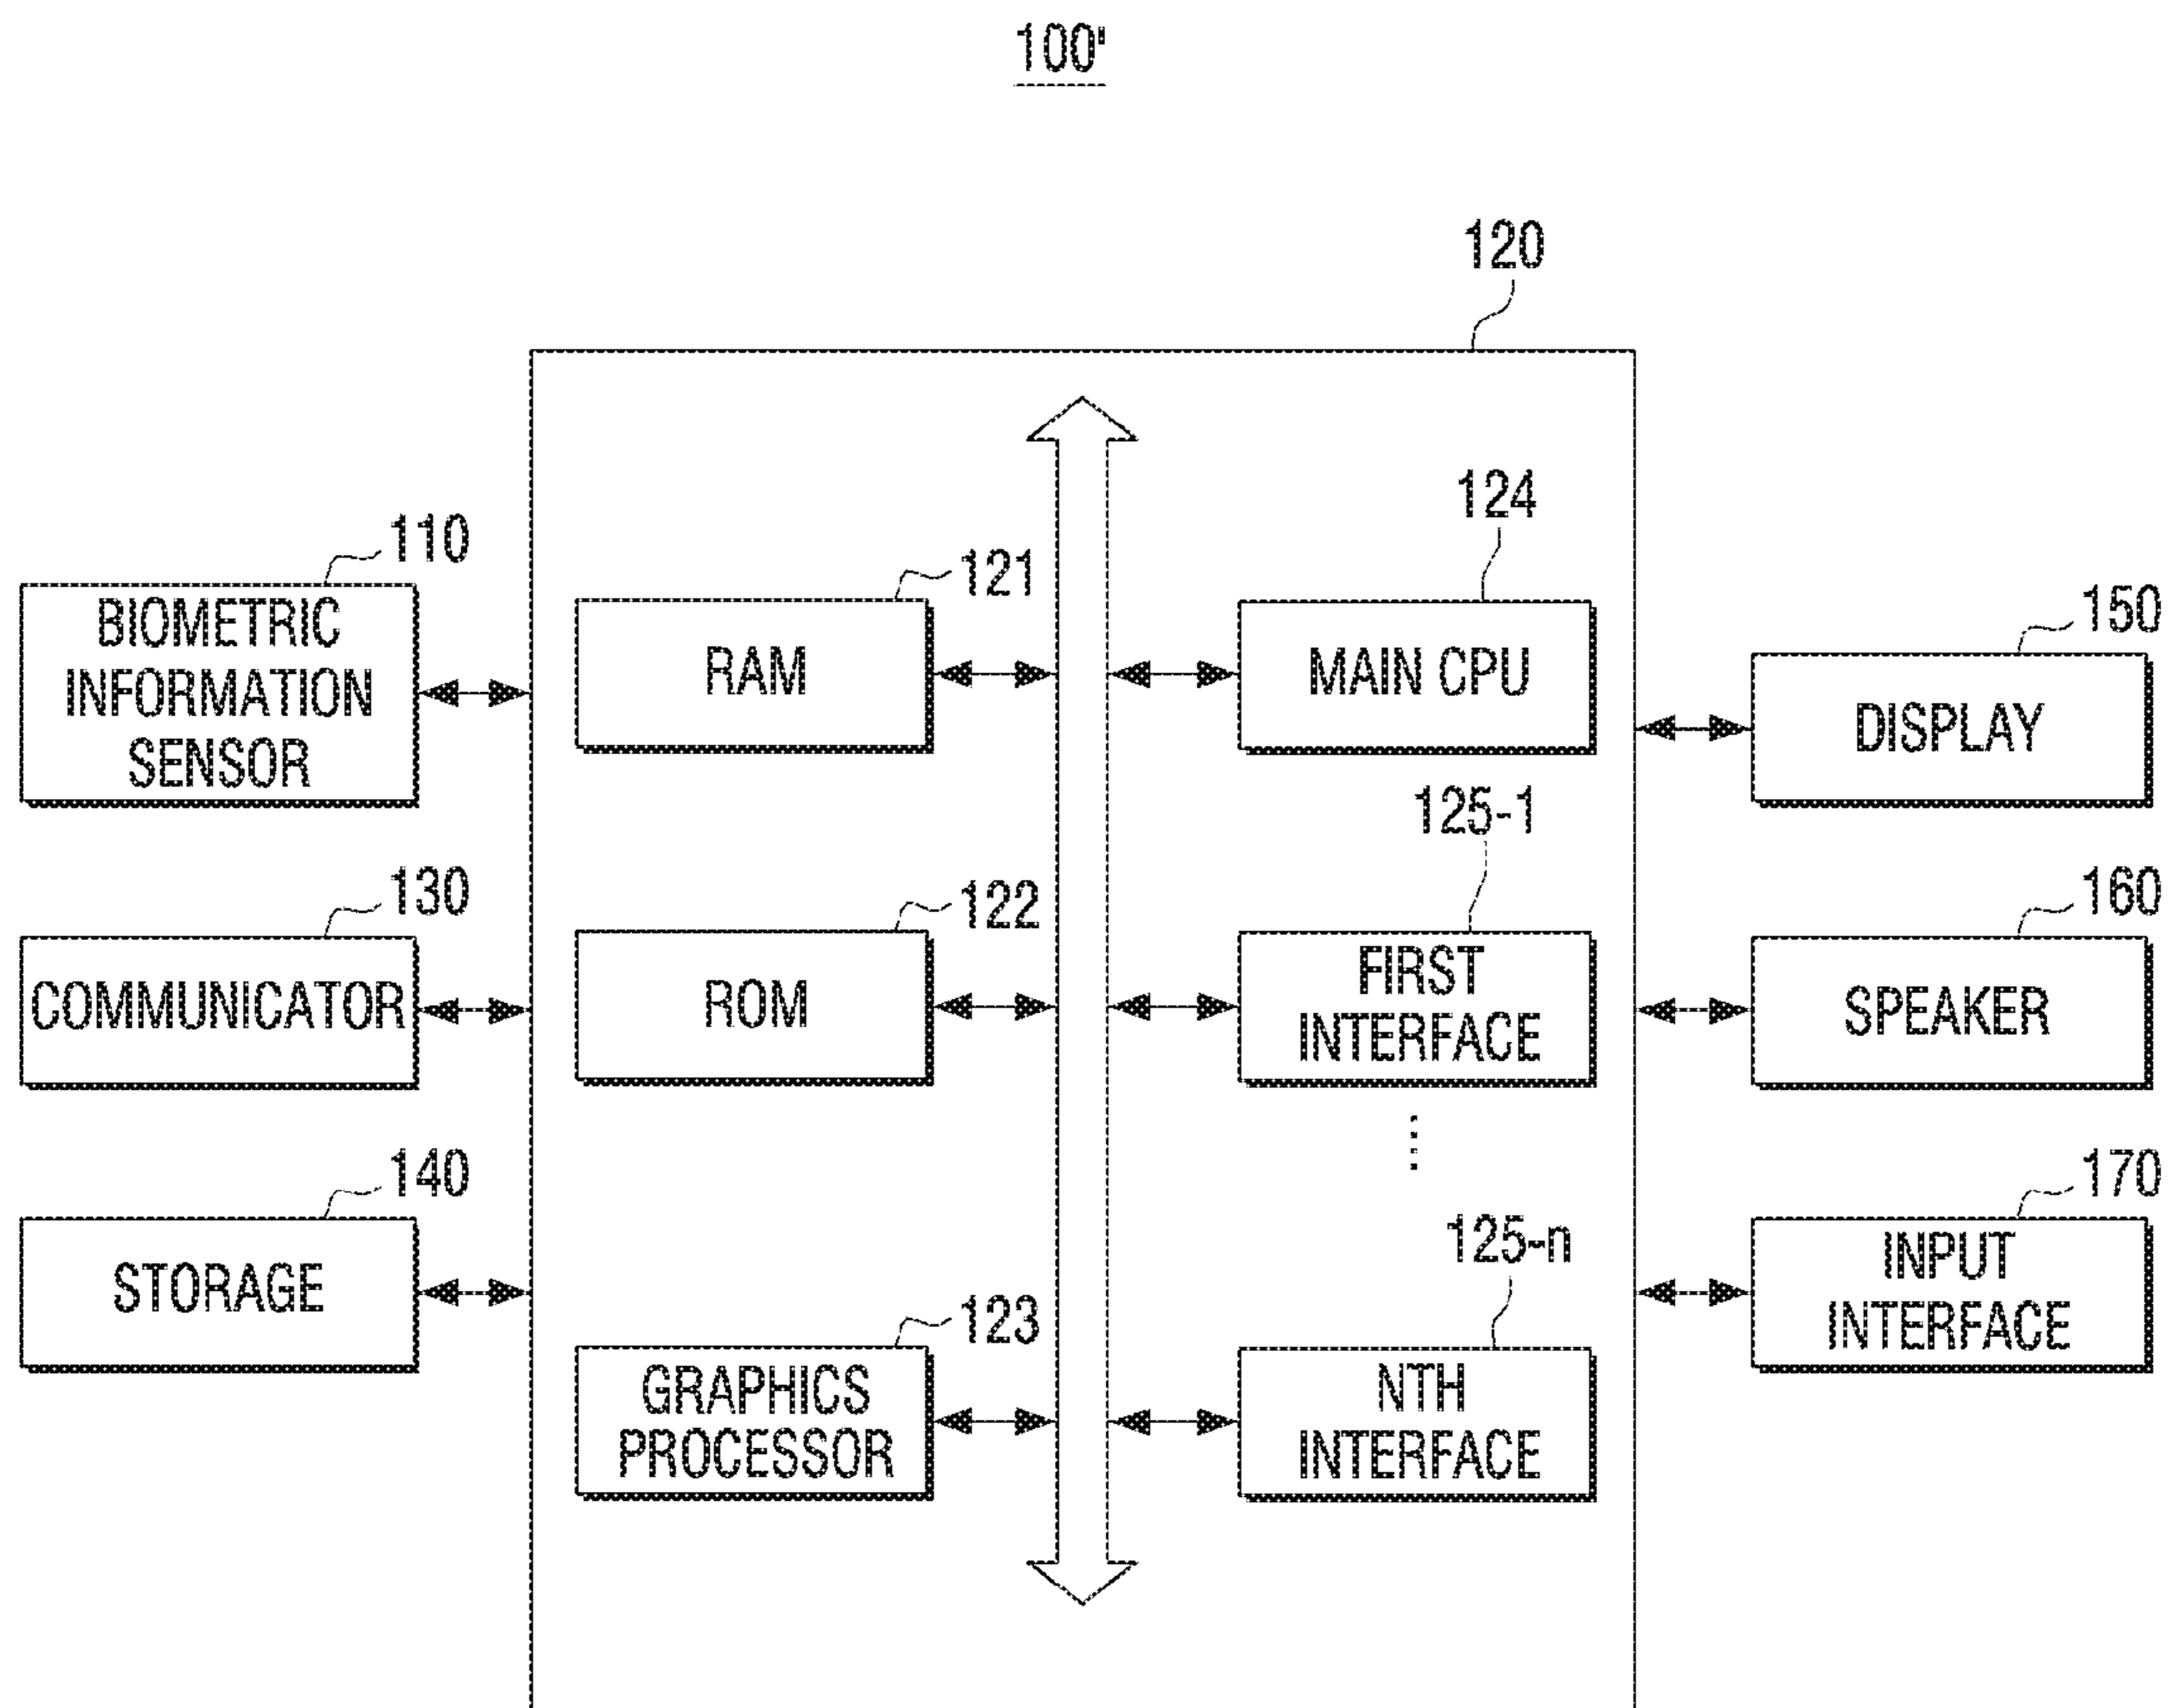 100'
120
110
BIOMETRIC
INFORMATION
SENSOR
130
COMMUNICATOR
140
STORAGE
121
RAM
122
ROM
123
GRAPHICS
PROCESSOR
124
MAIN CPU
125-1
FIRST
INTERFACE
125-n
NTH
INTERFACE
150
DISPLAY
160
SPEAKER
170
INPUT
INTERFACE